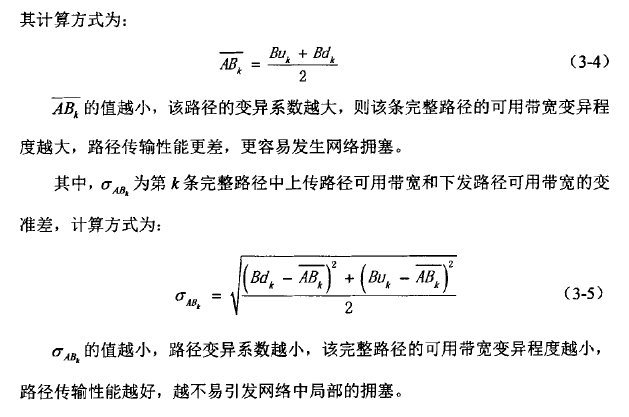 其计算方式为：
$\overline{AB_k} = \frac{Bu_k + Bd_k}{2}$ (3-4)
$\overline{AB_k}$ 的值越小，该路径的变异系数越大，则该条完整路径的可用带宽变异程
度越大，路径传输性能更差，更容易发生网络拥塞。
其中，$\sigma_{AB_k}$ 为第 k 条完整路径中上传路径可用带宽和下发路径可用带宽的变
准差，计算方式为：
$\sigma_{AB_k} = \sqrt{\frac{(Bd_k - \overline{AB_k})^2 + (Bu_k - \overline{AB_k})^2}{2}}$ (3-5)
$\sigma_{AB_k}$ 的值越小，路径变异系数越小，该完整路径的可用带宽变异程度越小，
路径传输性能越好，越不易引发网络中局部的拥塞。